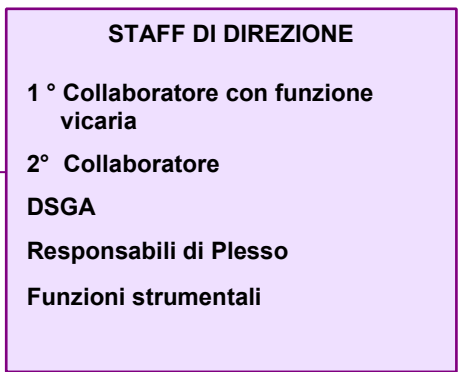 STAFF DI DIREZIONE
1 ° Collaboratore con funzione
vicaria
2° Collaboratore
DSGA
Responsabili di Plesso
Funzioni strumentali